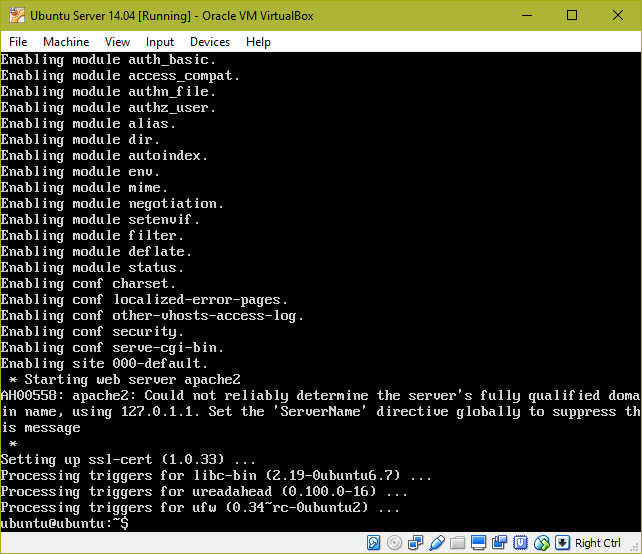 Ubuntu Server 14.04 [Running] - Oracle VM VirtualBox
File Machine View Input Devices Help
Enabling module auth_basic.
Enabling module access_compat.
Enabling module authn_file.
Enabling module authz_user.
Enabling module alias.
Enabling module dir.
Enabling module autoindex.
Enabling module env.
Enabling module mime.
Enabling module negotiation.
Enabling module setenvif.
Enabling module filter.
Enabling module deflate.
Enabling module status.
Enabling conf charset.
Enabling conf localized-error-pages.
Enabling conf other-vhosts-access-log.
Enabling conf security.
Enabling conf serve-cgi-bin.
Enabling site 000-default.
 * Starting web server apache2
AH00558: apache2: Could not reliably determine the server's fully qualified doma
in name, using 127.0.1.1. Set the 'ServerName' directive globally to suppress th
is message
 *
Setting up ssl-cert (1.0.33) ...
Processing triggers for libc-bin (2.19-0ubuntu6.7) ...
Processing triggers for ureadahead (0.100.0-16) ...
Processing triggers for ufw (0.34~rc-0ubuntu2) ...
ubuntu@ubuntu:~$
Right Ctrl